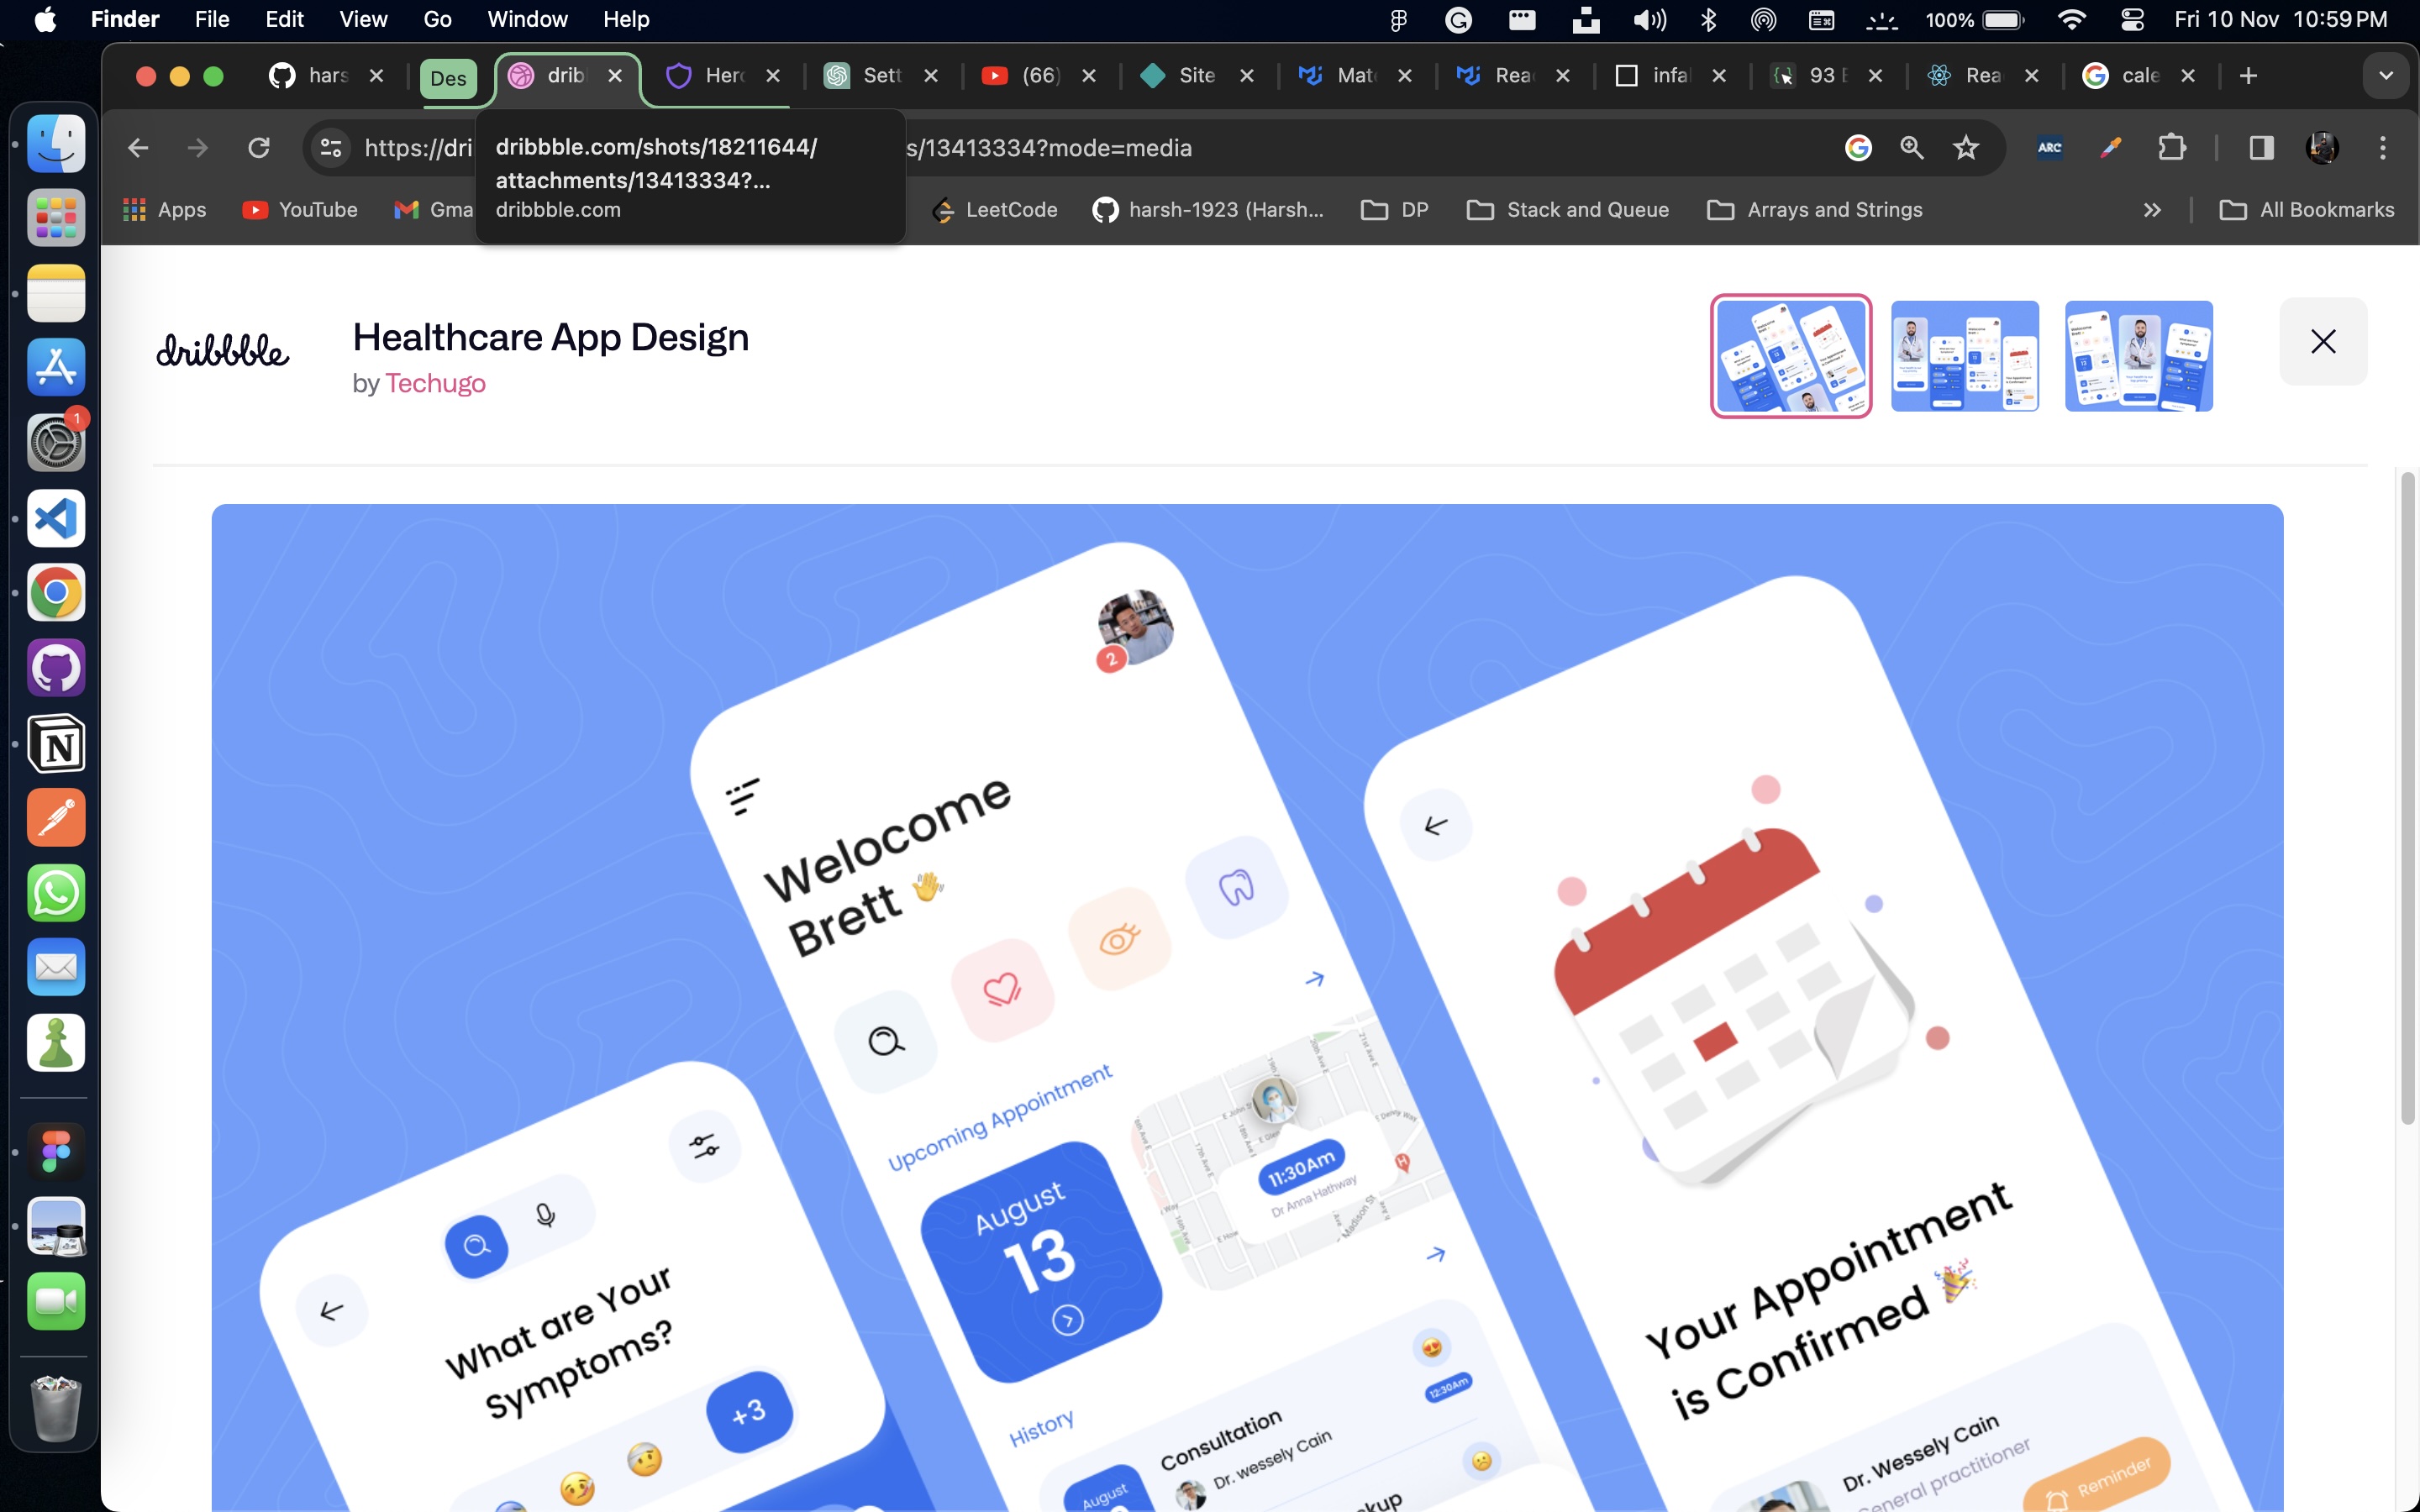 Finder File Edit View Go Window Help 100% Fri 10 Nov 10:59 PM
hars Des drib Hero Sett (66) Site Mat Rea infa 93 E Rea cale
https://dri s/13413334?mode=media
dribbble.com/shots/18211644/
attachments/13413334?...
dribbble.com
Apps YouTube Gma LeetCode harsh-1923 (Harsh... DP Stack and Queue Arrays and Strings » All Bookmarks
ARC
1
dribbble
Healthcare App Design
by Techugo
2
Welocome
Brett 👋
Upcoming Appointment
August
13
11:30Am
Dr Anna Hathway
History
12:30Am
Consultation
Dr. wessely Cain
August
kup
What are Your
Symptoms?
+3
Your Appointment
is Confirmed 🎉
Dr. Wessely Cain
General practitioner
Reminder